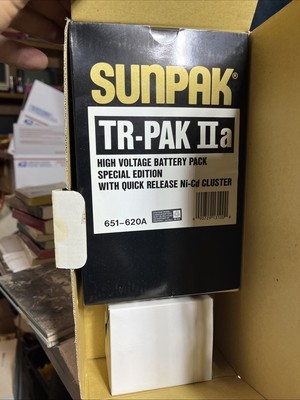 SUNPAK®
TR-PAK IIa
HIGH VOLTAGE BATTERY PACK
SPECIAL EDITION
WITH QUICK RELEASE Ni-Cd CLUSTER
651-620A